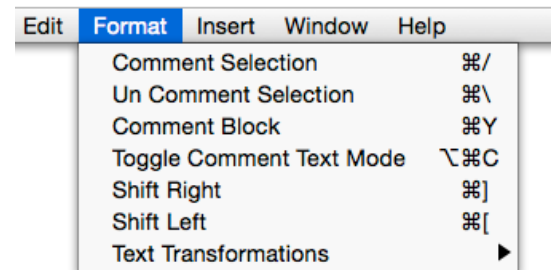 Edit Format Insert Window Help
Comment Selection ⌘/
Un Comment Selection ⌘\
Comment Block ⌘Y
Toggle Comment Text Mode ⌥⌘C
Shift Right ⌘]
Shift Left ⌘[
Text Transformations ▶